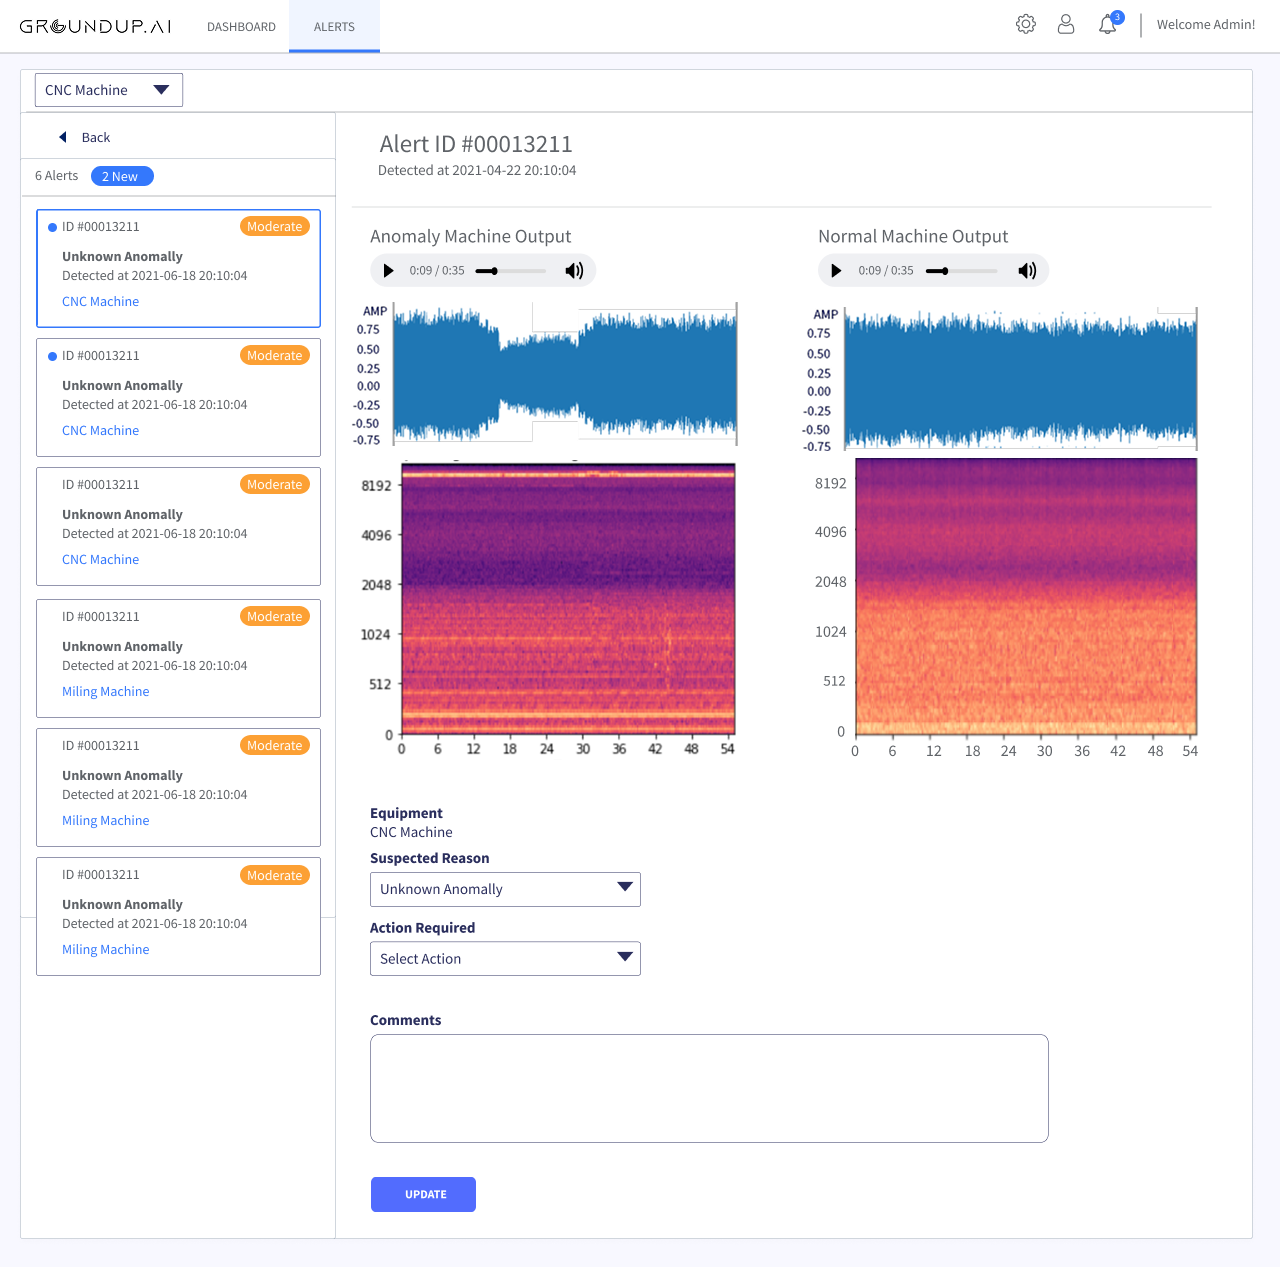 GROUNDUP.AI DASHBOARD ALERTS 3 Welcome Admin!
CNC Machine
Back
6 Alerts 2 New
ID #00013211 Moderate
Unknown Anomally
Detected at 2021-06-18 20:10:04
CNC Machine
ID #00013211 Moderate
Unknown Anomally
Detected at 2021-06-18 20:10:04
CNC Machine
ID #00013211 Moderate
Unknown Anomally
Detected at 2021-06-18 20:10:04
CNC Machine
ID #00013211 Moderate
Unknown Anomally
Detected at 2021-06-18 20:10:04
Miling Machine
ID #00013211 Moderate
Unknown Anomally
Detected at 2021-06-18 20:10:04
Miling Machine
ID #00013211 Moderate
Unknown Anomally
Detected at 2021-06-18 20:10:04
Miling Machine
Alert ID #00013211
Detected at 2021-04-22 20:10:04
Anomaly Machine Output
0:09 / 0:35
AMP
0.75
0.50
0.25
0.00
-0.25
-0.50
-0.75
8192
4096
2048
1024
512
0
0 6 12 18 24 30 36 42 48 54
Normal Machine Output
0:09 / 0:35
AMP
0.75
0.50
0.25
0.00
-0.25
-0.50
-0.75
8192
4096
2048
1024
512
0
0 6 12 18 24 30 36 42 48 54
Equipment
CNC Machine
Suspected Reason
Unknown Anomally
Action Required
Select Action
Comments
UPDATE